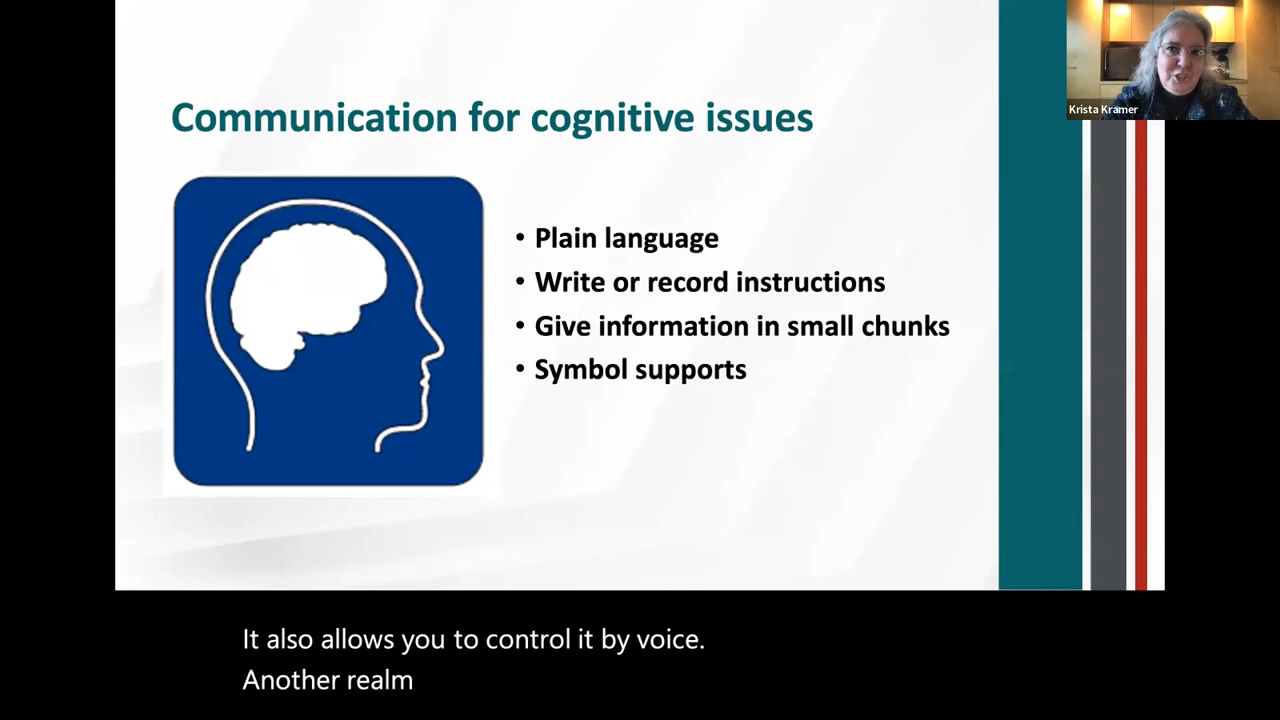 Communication for cognitive issues
Krista Kramer
• Plain language
• Write or record instructions
• Give information in small chunks
• Symbol supports
It also allows you to control it by voice.
Another realm